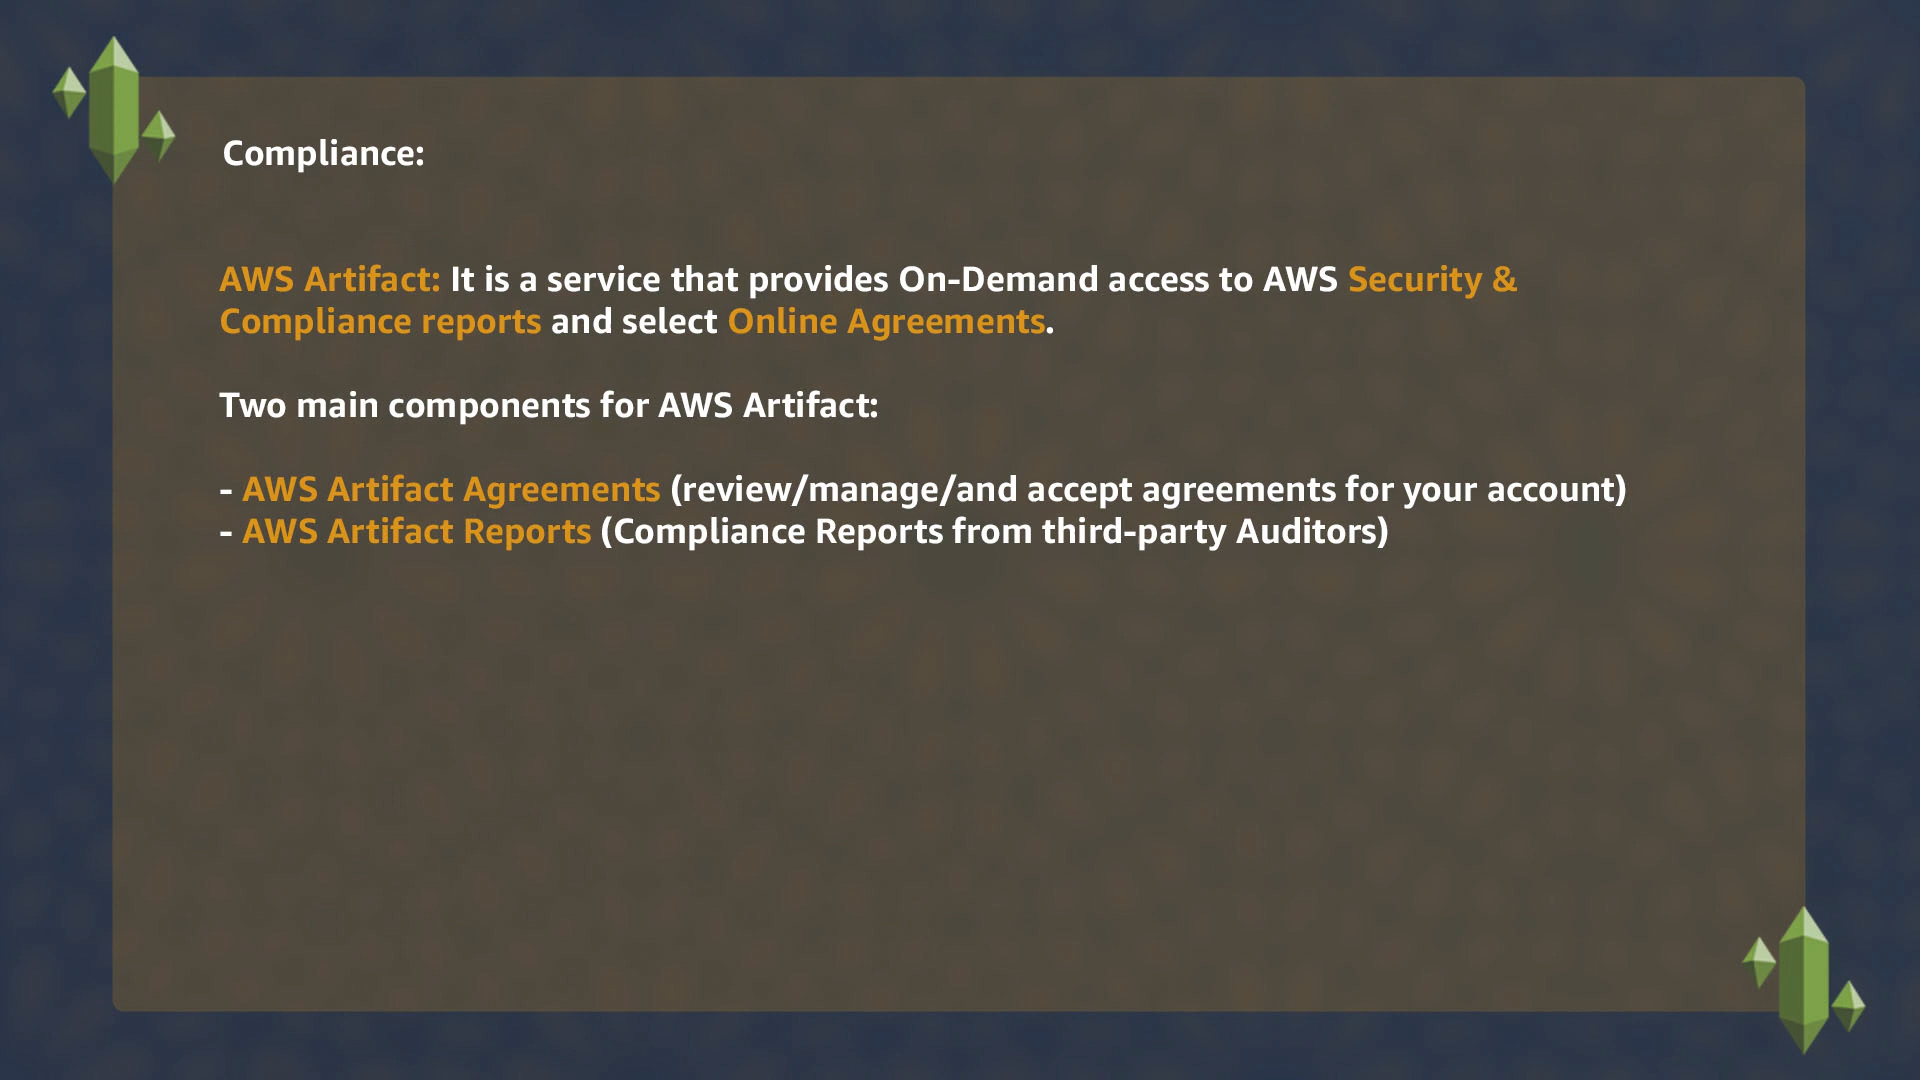 Compliance:
AWS Artifact: It is a service that provides On-Demand access to AWS Security &
Compliance reports and select Online Agreements.
Two main components for AWS Artifact:
- AWS Artifact Agreements (review/manage/and accept agreements for your account)
- AWS Artifact Reports (Compliance Reports from third-party Auditors)